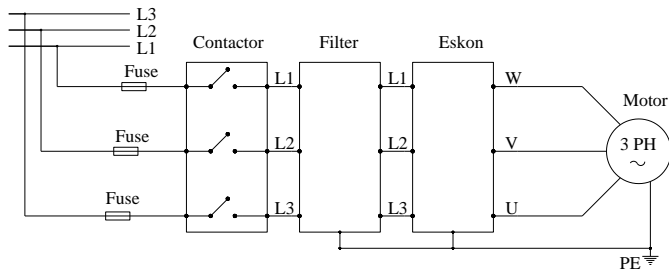 L3
L2
L1
Contactor
Filter
Eskon
Fuse
L1
L1
W
Motor
Fuse
L2
L2
V
3 PH
~
Fuse
L3
L3
U
PE